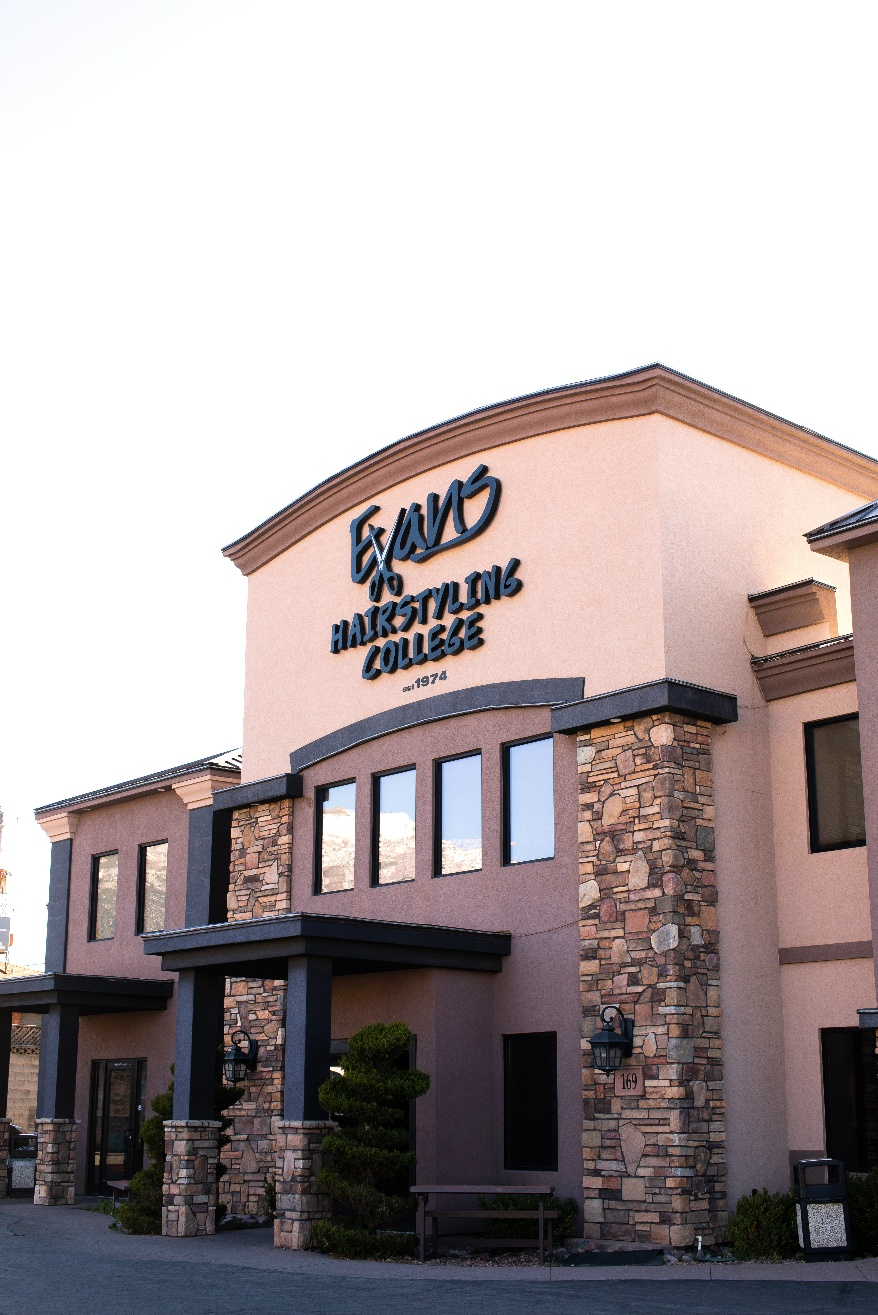 Evans
HAIRSTYLING
COLLEGE
EST 1974
169